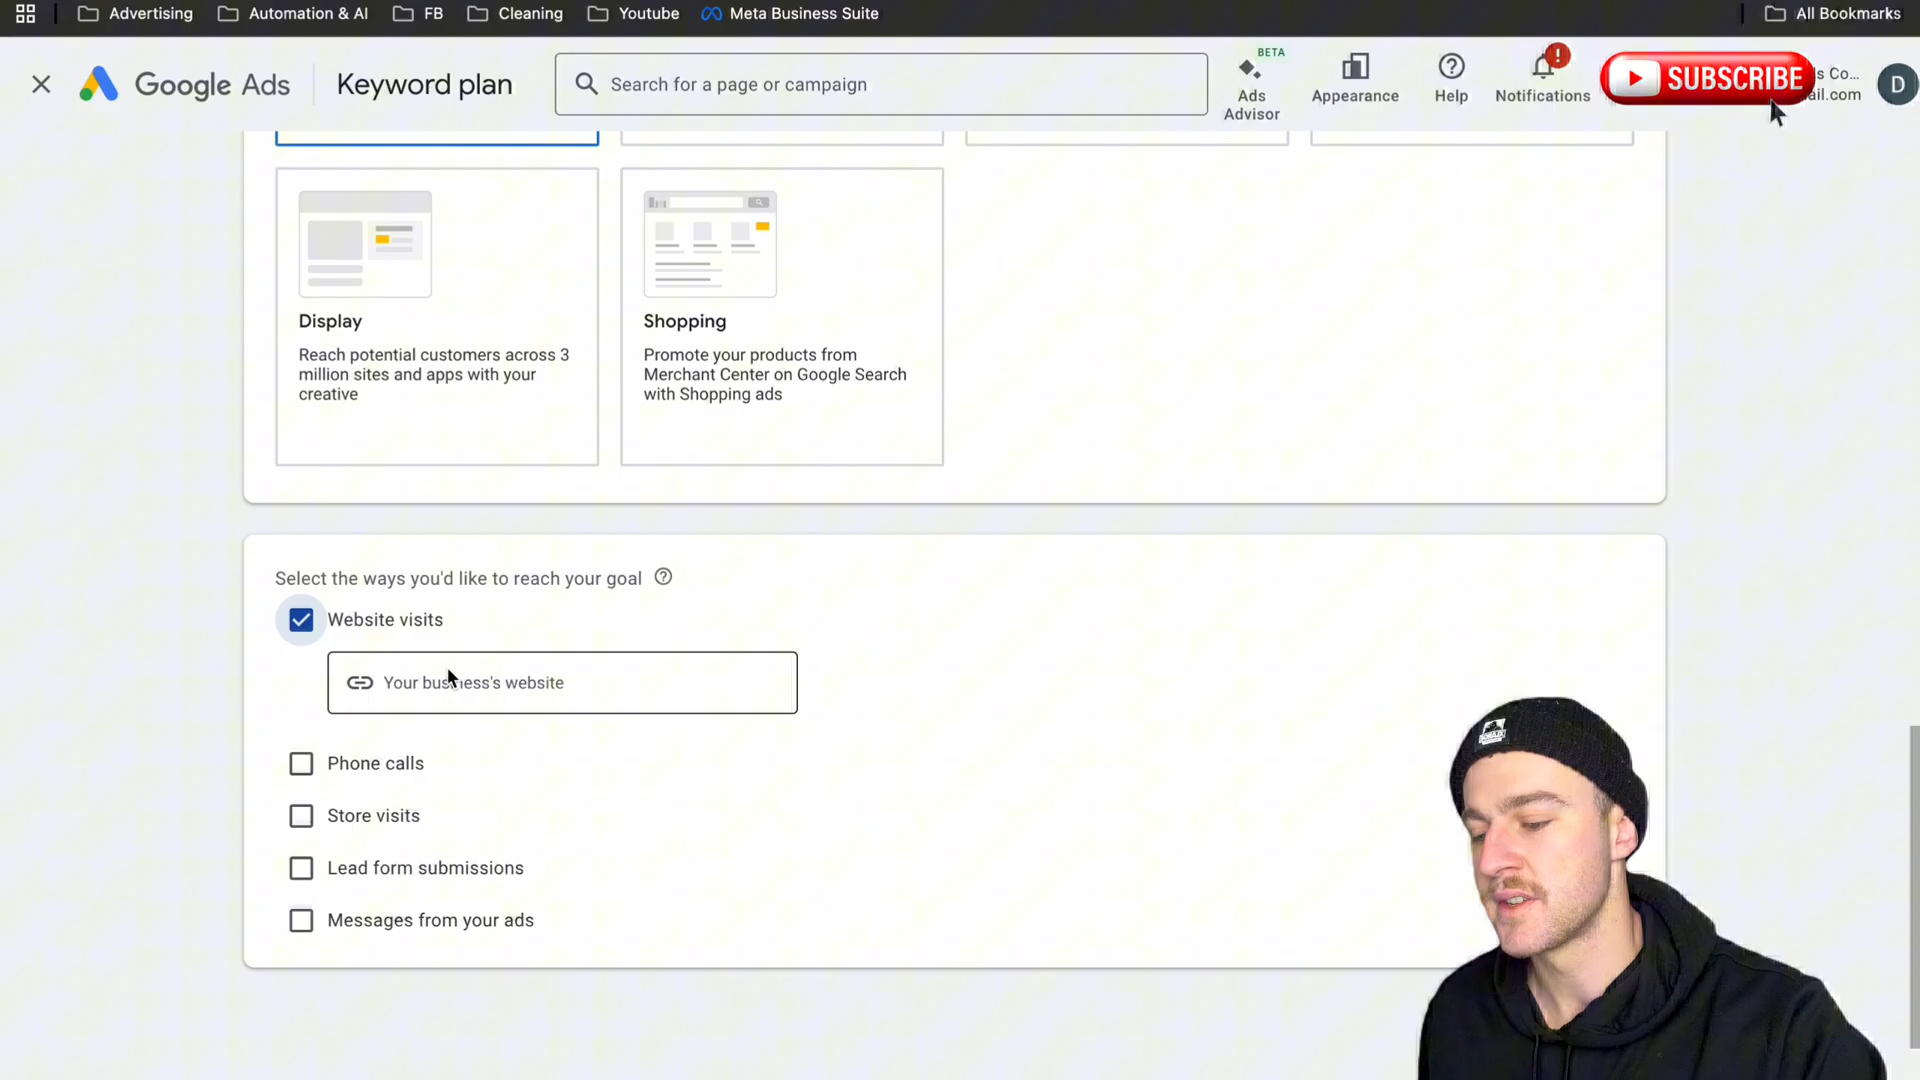 Advertising Automation & AI FB Cleaning Youtube Meta Business Suite All Bookmarks
Google Ads Keyword plan Search for a page or campaign
BETA
Ads Advisor
Appearance
Help
Notifications
!
SUBSCRIBE
s Co...
ail.com
D
Display
Reach potential customers across 3
million sites and apps with your
creative
Shopping
Promote your products from
Merchant Center on Google Search
with Shopping ads
Select the ways you'd like to reach your goal
Website visits
Your business's website
Phone calls
Store visits
Lead form submissions
Messages from your ads